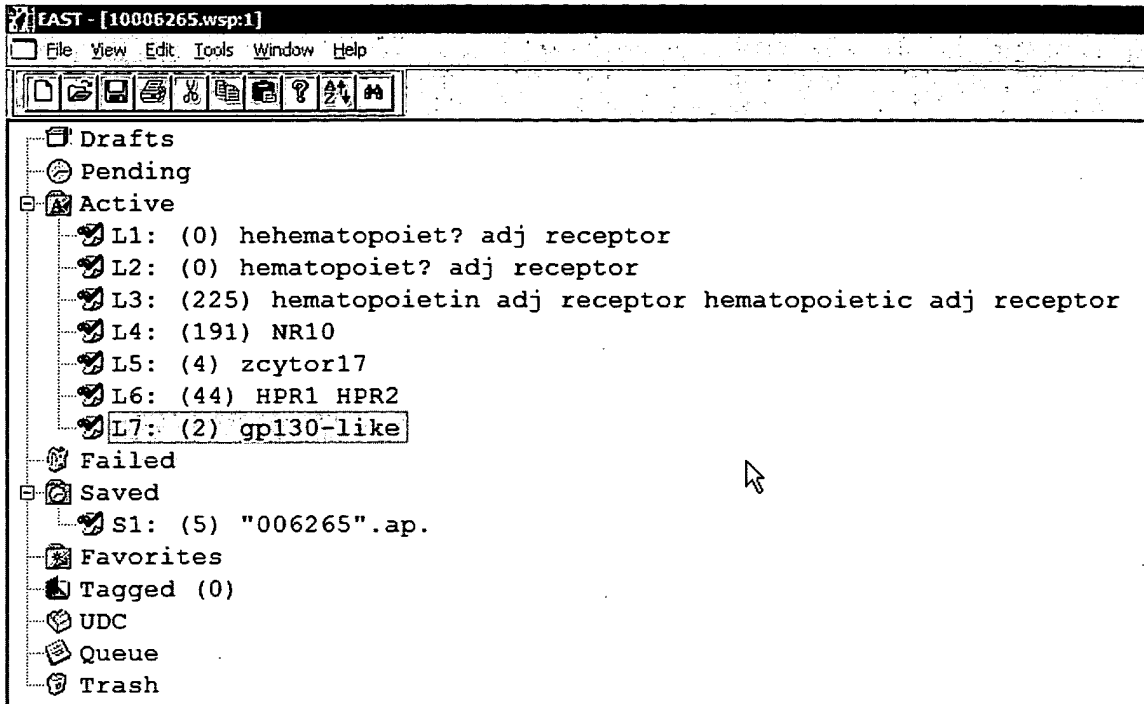 EAST - [10006265.wsp:1]
File View Edit Tools Window Help
Drafts
Pending
Active
L1: (0) hehematopoiet? adj receptor
L2: (0) hematopoiet? adj receptor
L3: (225) hematopoietin adj receptor hematopoietic adj receptor
L4: (191) NR10
L5: (4) zcytor17
L6: (44) HPR1 HPR2
L7: (2) gp130-like
Failed
Saved
S1: (5) "006265".ap.
Favorites
Tagged (0)
UDC
Queue
Trash